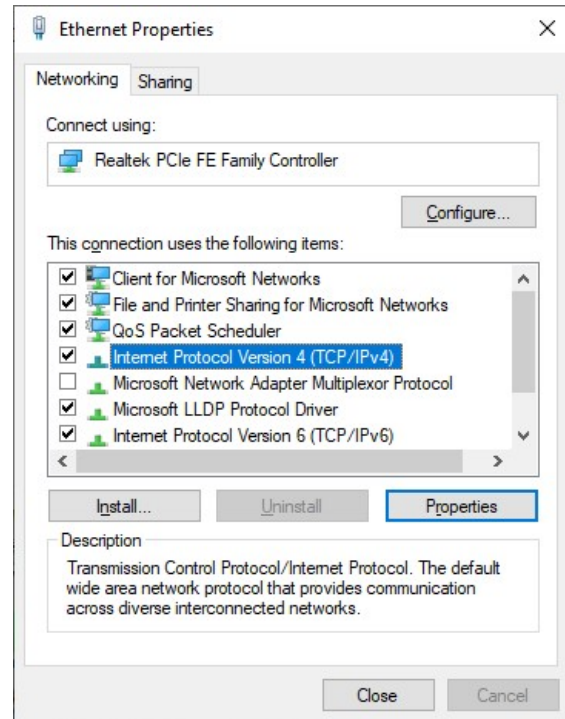 Ethernet Properties
Networking
Sharing
Connect using:
Realtek PCIe FE Family Controller
Configure...
This connection uses the following items:
Client for Microsoft Networks
File and Printer Sharing for Microsoft Networks
QoS Packet Scheduler
Internet Protocol Version 4 (TCP/IPv4)
Microsoft Network Adapter Multiplexor Protocol
Microsoft LLDP Protocol Driver
Internet Protocol Version 6 (TCP/IPv6)
Install...
Uninstall
Properties
Description
Transmission Control Protocol/Internet Protocol. The default
wide area network protocol that provides communication
across diverse interconnected networks.
Close
Cancel